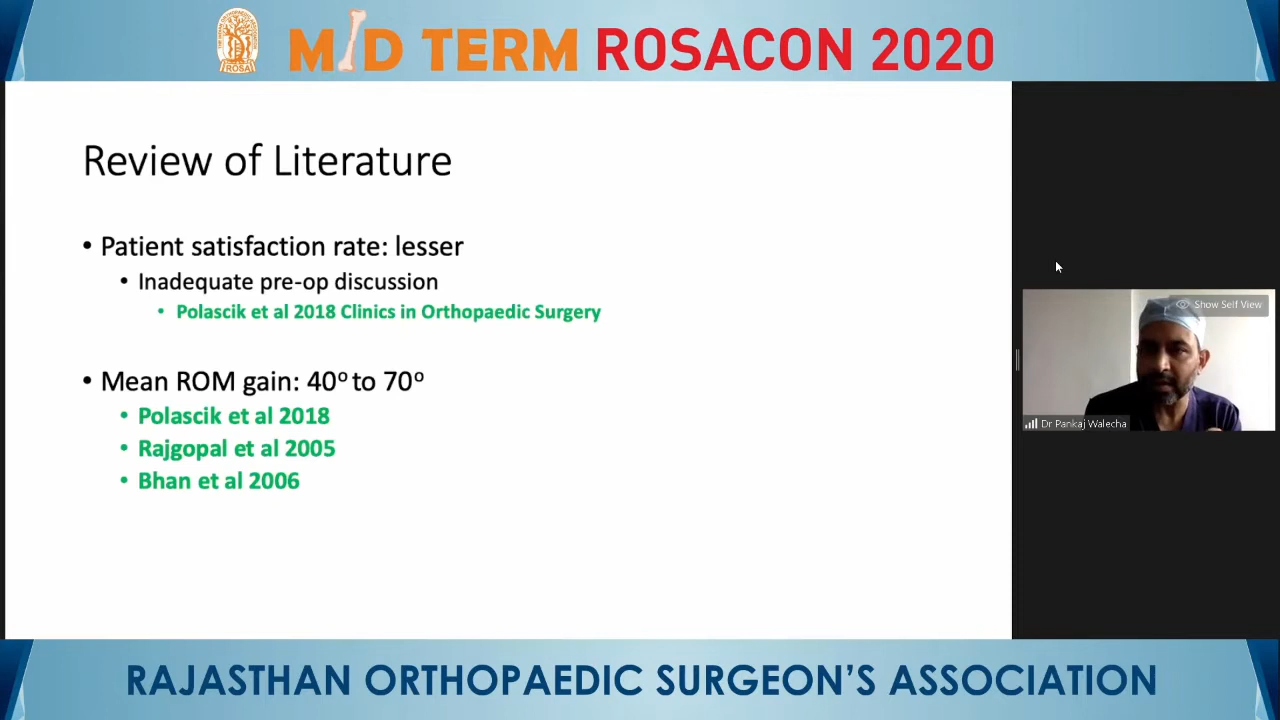 MID TERM ROSACON 2020
ROSA
Review of Literature
• Patient satisfaction rate: lesser
• Inadequate pre-op discussion
• Polascik et al 2018 Clinics in Orthopaedic Surgery
• Mean ROM gain: 40º to 70º
• Polascik et al 2018
• Rajgopal et al 2005
• Bhan et al 2006
Show Self View
Dr Pankaj Walecha
RAJASTHAN ORTHOPAEDIC SURGEON'S ASSOCIATION